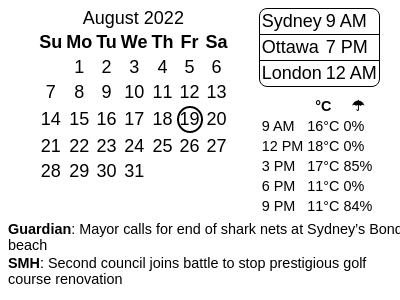 August 2022
Su Mo Tu We Th Fr Sa
1 2 3 4 5 6
7 8 9 10 11 12 13
14 15 16 17 18 19 20
21 22 23 24 25 26 27
28 29 30 31
Sydney 9 AM
Ottawa 7 PM
London 12 AM
°C ☂
9 AM 16°C 0%
12 PM 18°C 0%
3 PM 17°C 85%
6 PM 11°C 0%
9 PM 11°C 84%
Guardian: Mayor calls for end of shark nets at Sydney’s Bond
beach
SMH: Second council joins battle to stop prestigious golf
course renovation